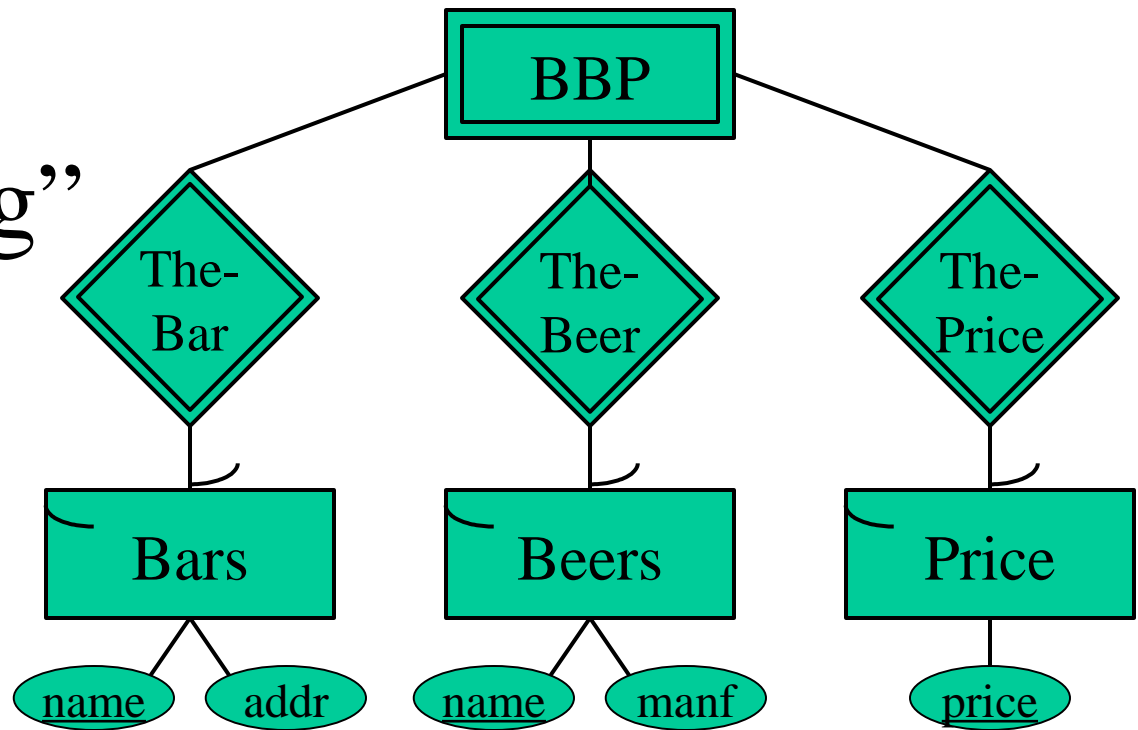 BBP
g”
The-
Bar
The-
Beer
The-
Price
Bars
Beers
Price
name
addr
name
manf
price